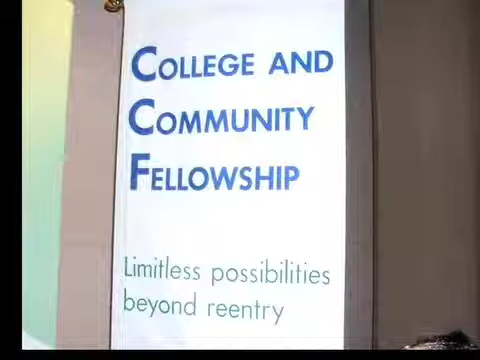 COLLEGE AND
COMMUNITY
FELLOWSHIP
Limitless possibilities
beyond reentry